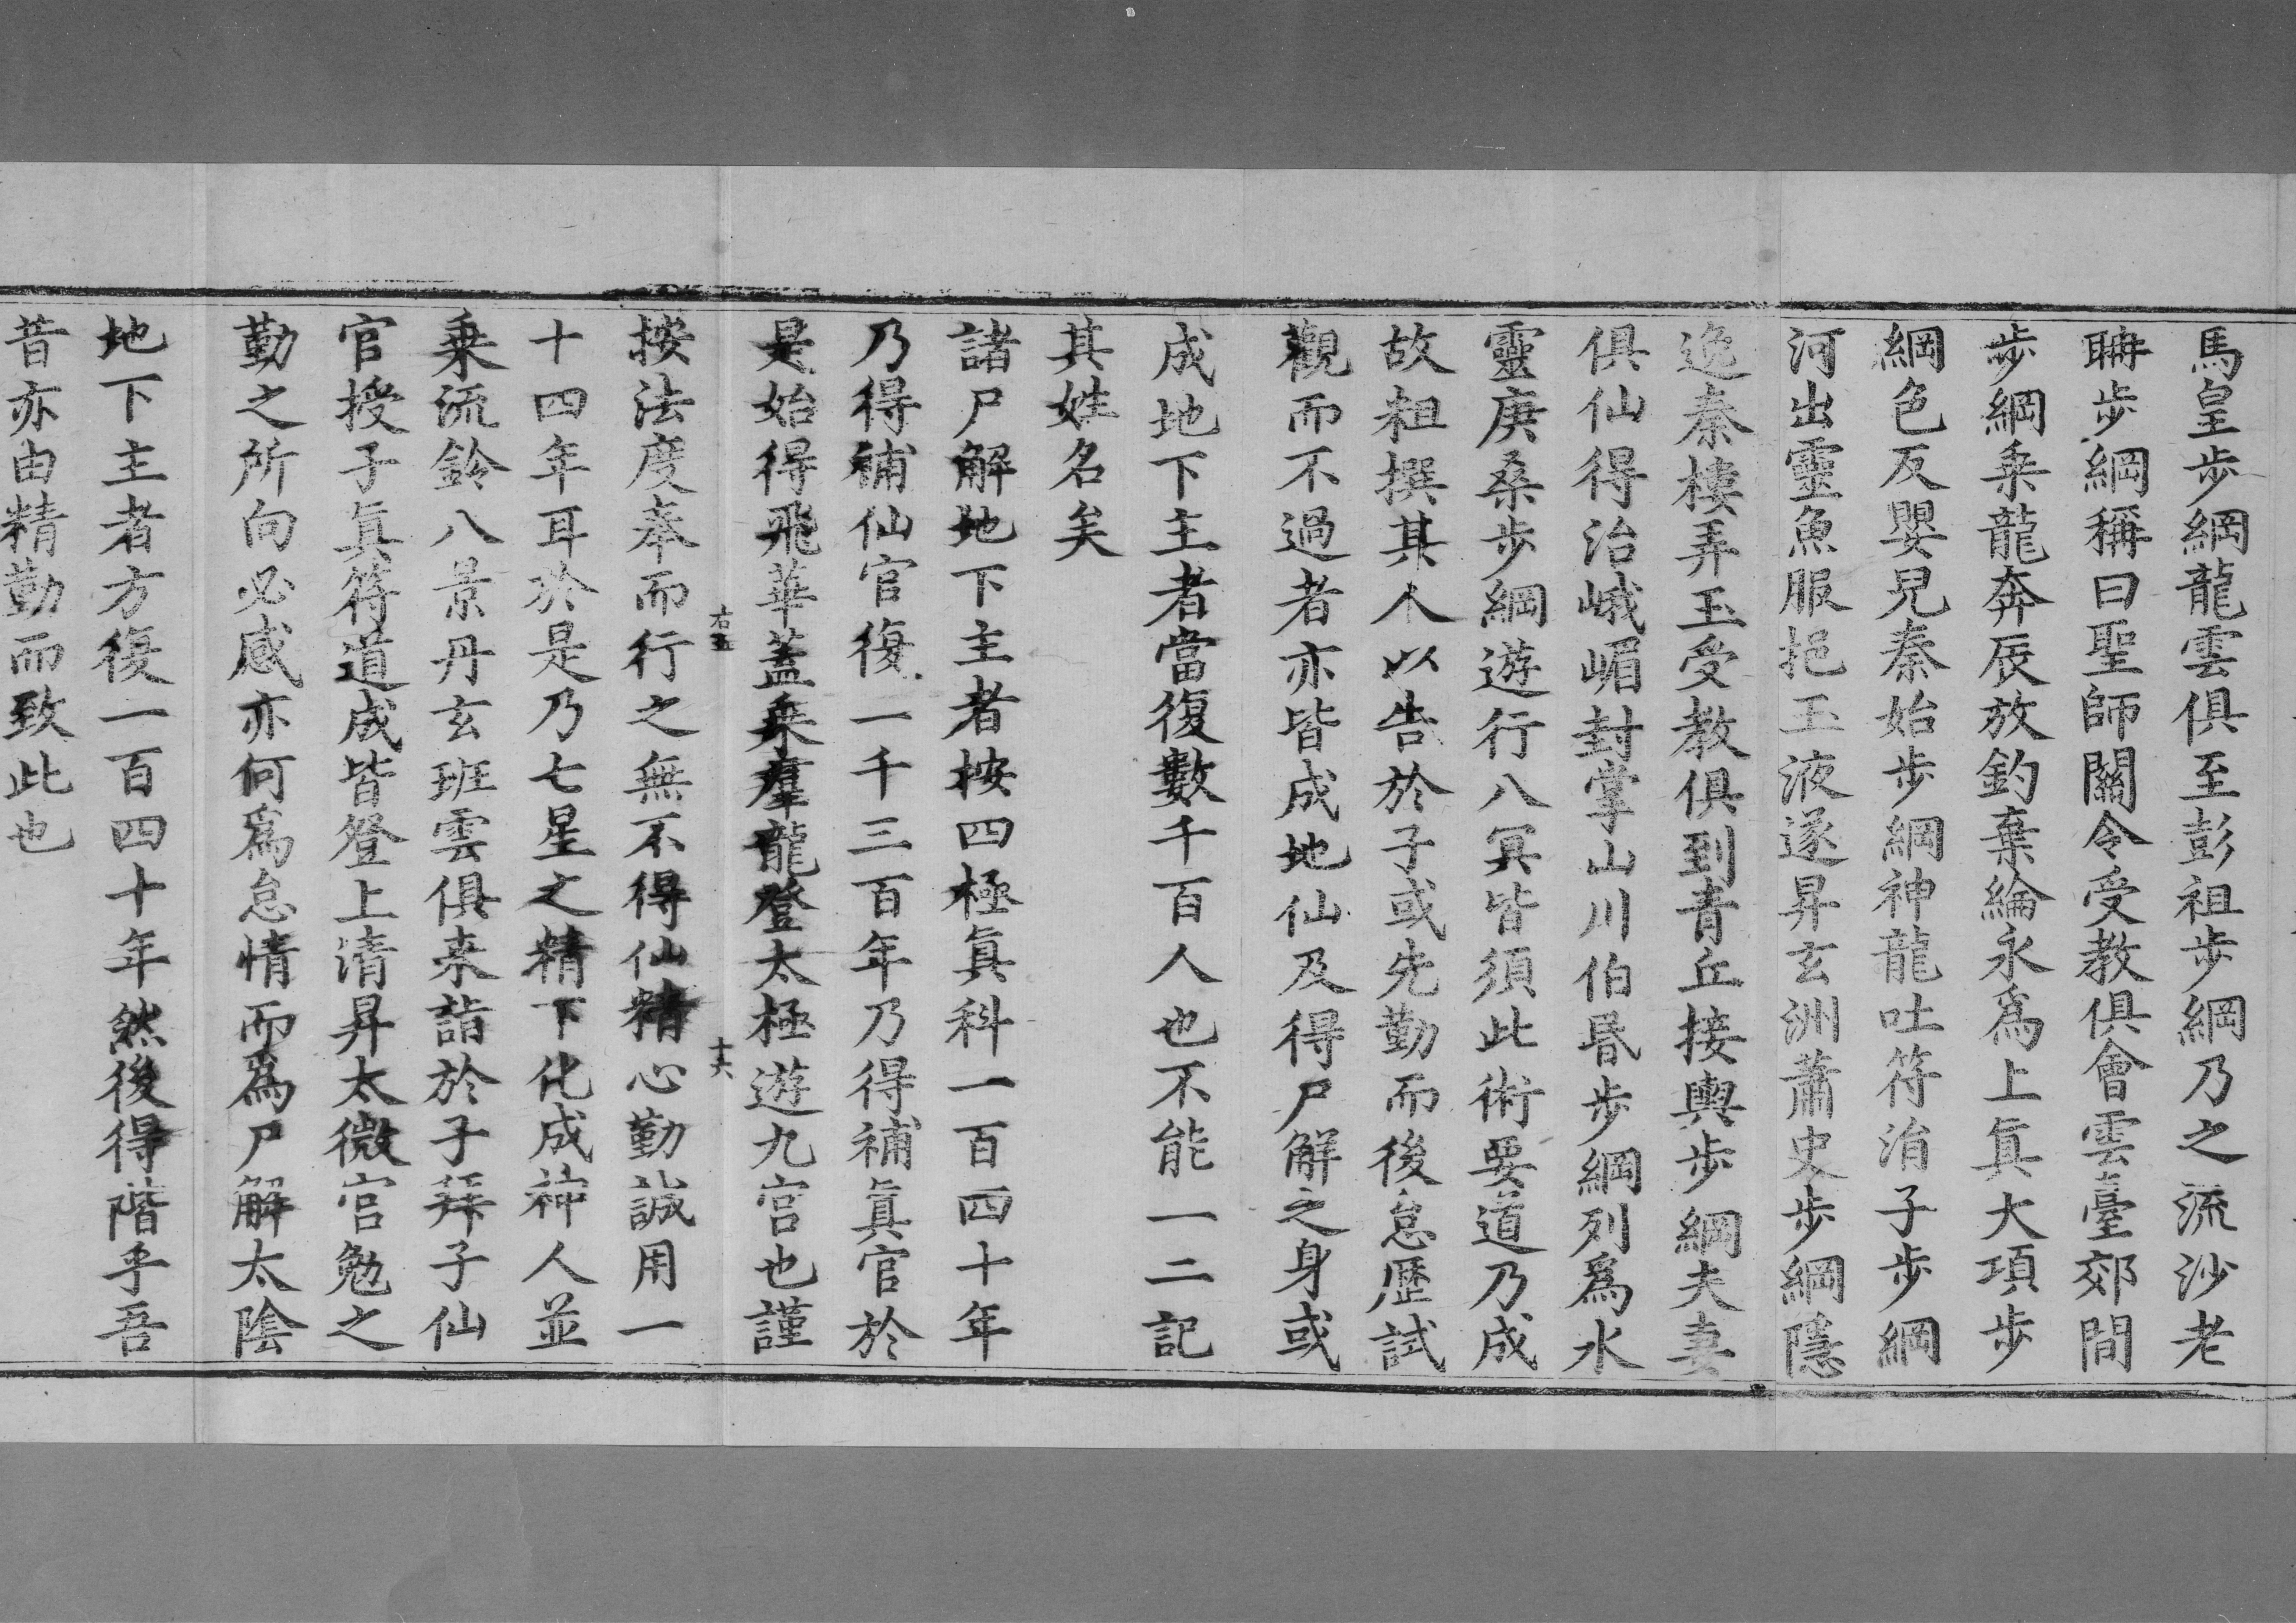 馬皇步綱龍雲俱至彭祖步綱乃之流沙老
聃步綱稱曰聖師關令受教俱會雲臺郊間
步綱乗龍奔辰放釣棄綸永爲上真大項步
綱色反嬰兒秦始步綱神龍吐符涓子步綱
河出靈魚服挹玉液遂昇玄洲蕭史步綱隱
逸秦樓弄玉受教俱到青丘接輿步綱夫妻
俱仙得治峨嵋封掌山川伯昏步綱列爲水
靈庚桑步綱遊行八冥皆須此術要道乃成
故粗撰其人以告於子或先勤而後怠歷試
觀而不過者亦皆成地仙及得尸解之身或
成地下主者當復數千百人也不能一二記
其姓名矣
諸尸解地下主者按四極真科一百四十年
乃得補仙官復一千三百年乃得補真官於
是始得飛華蓋乗羣龍登太極遊九宫也謹
右五
十六
按法度奉而行之無不得仙精心勤誠用一
十四年耳於是乃七星之精下化成神人並
乗流鈴八景丹玄班雲俱来詣於子拜子仙
官授子真符道成皆登上清昇太微宫勉之
勤之所向必感亦何爲怠惰而爲尸解太陰
地下主者方復一百四十年然後得階乎吾
昔亦由精勤而致此也